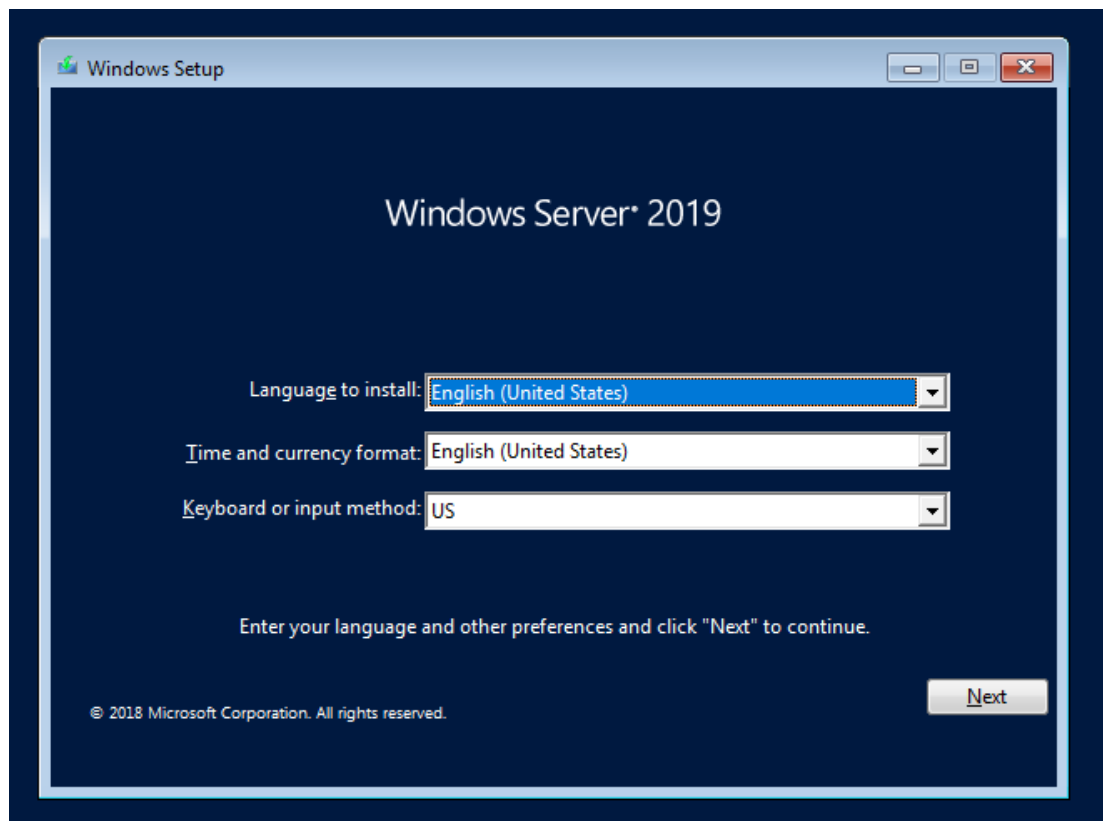 Windows Setup
Windows Server® 2019
Language to install: English (United States)
Time and currency format: English (United States)
Keyboard or input method: US
Enter your language and other preferences and click "Next" to continue.
Next
© 2018 Microsoft Corporation. All rights reserved.